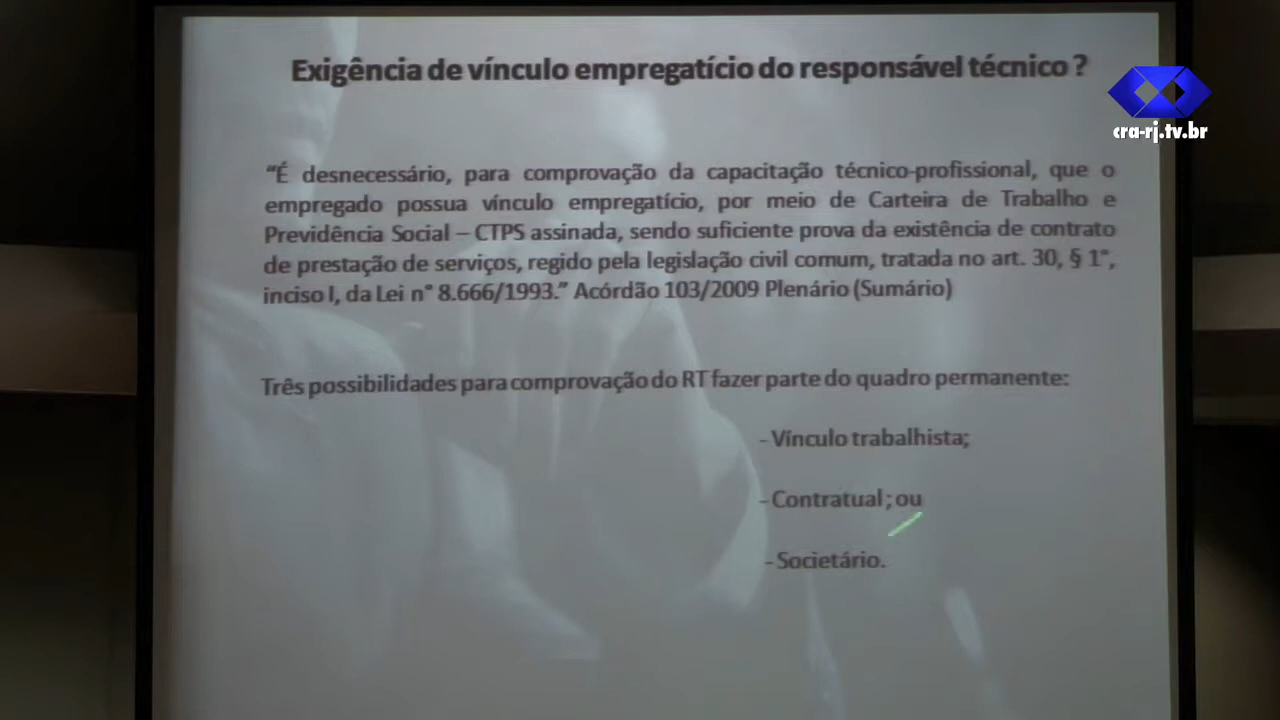 Exigência de vínculo empregatício do responsável técnico ?
cra-rj.tv.br
"É desnecessário, para comprovação da capacitação técnico-profissional, que o
empregado possua vínculo empregatício, por meio de Carteira de Trabalho e
Previdência Social – CTPS assinada, sendo suficiente prova da existência de contrato
de prestação de serviços, regido pela legislação civil comum, tratada no art. 30, § 1°,
inciso I, da Lei n° 8.666/1993." Acórdão 103/2009 Plenário (Sumário)
Três possibilidades para comprovação do RT fazer parte do quadro permanente:
- Vínculo trabalhista;
- Contratual ; ou
- Societário.